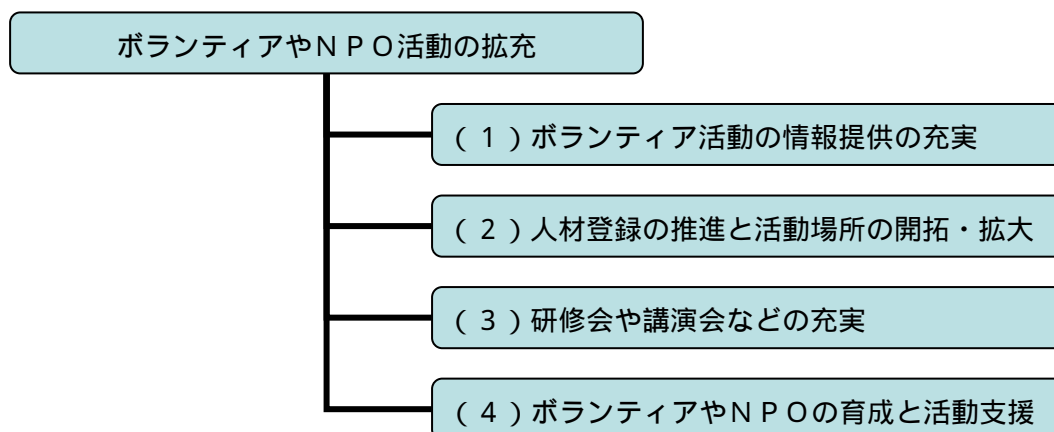 ボランティアやＮＰＯ活動の拡充
（１）ボランティア活動の情報提供の充実
（２）人材登録の推進と活動場所の開拓・拡大
（３）研修会や講演会などの充実
（４）ボランティアやＮＰＯの育成と活動支援